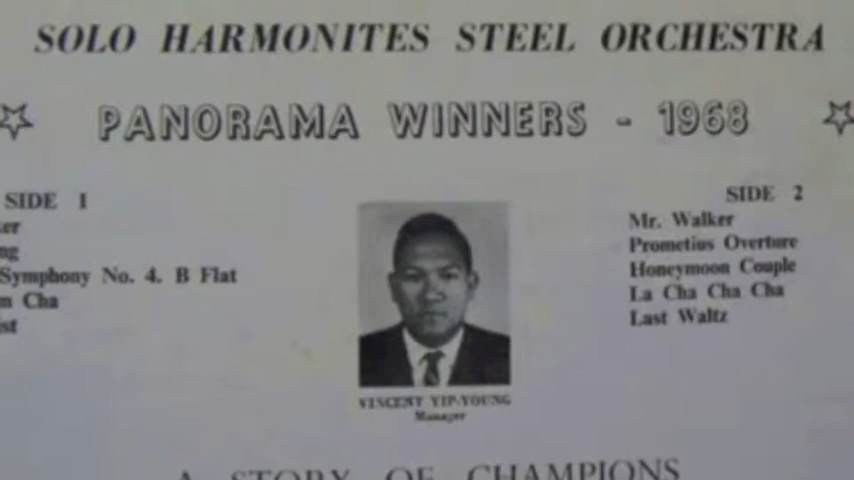 SOLO HARMONITES STEEL ORCHESTRA
PANORAMA WINNERS - 1968
SIDE 1
Symphony No. 4. B Flat
Cha
SIDE 2
Mr. Walker
Prometius Overture
Honeymoon Couple
La Cha Cha Cha
Last Waltz
VINCENT YIP-YOUNG
Manager
A STORY OF CHAMPIONS